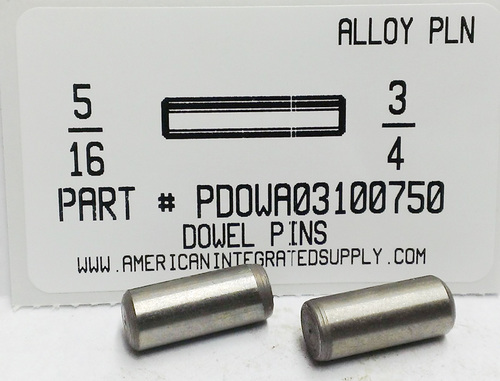 ALLOY PLN
5
16
3
4
PART # PDOWA03100750
DOWEL PINS
WWW.AMERICANINTEGRATEDSUPPLY.COM